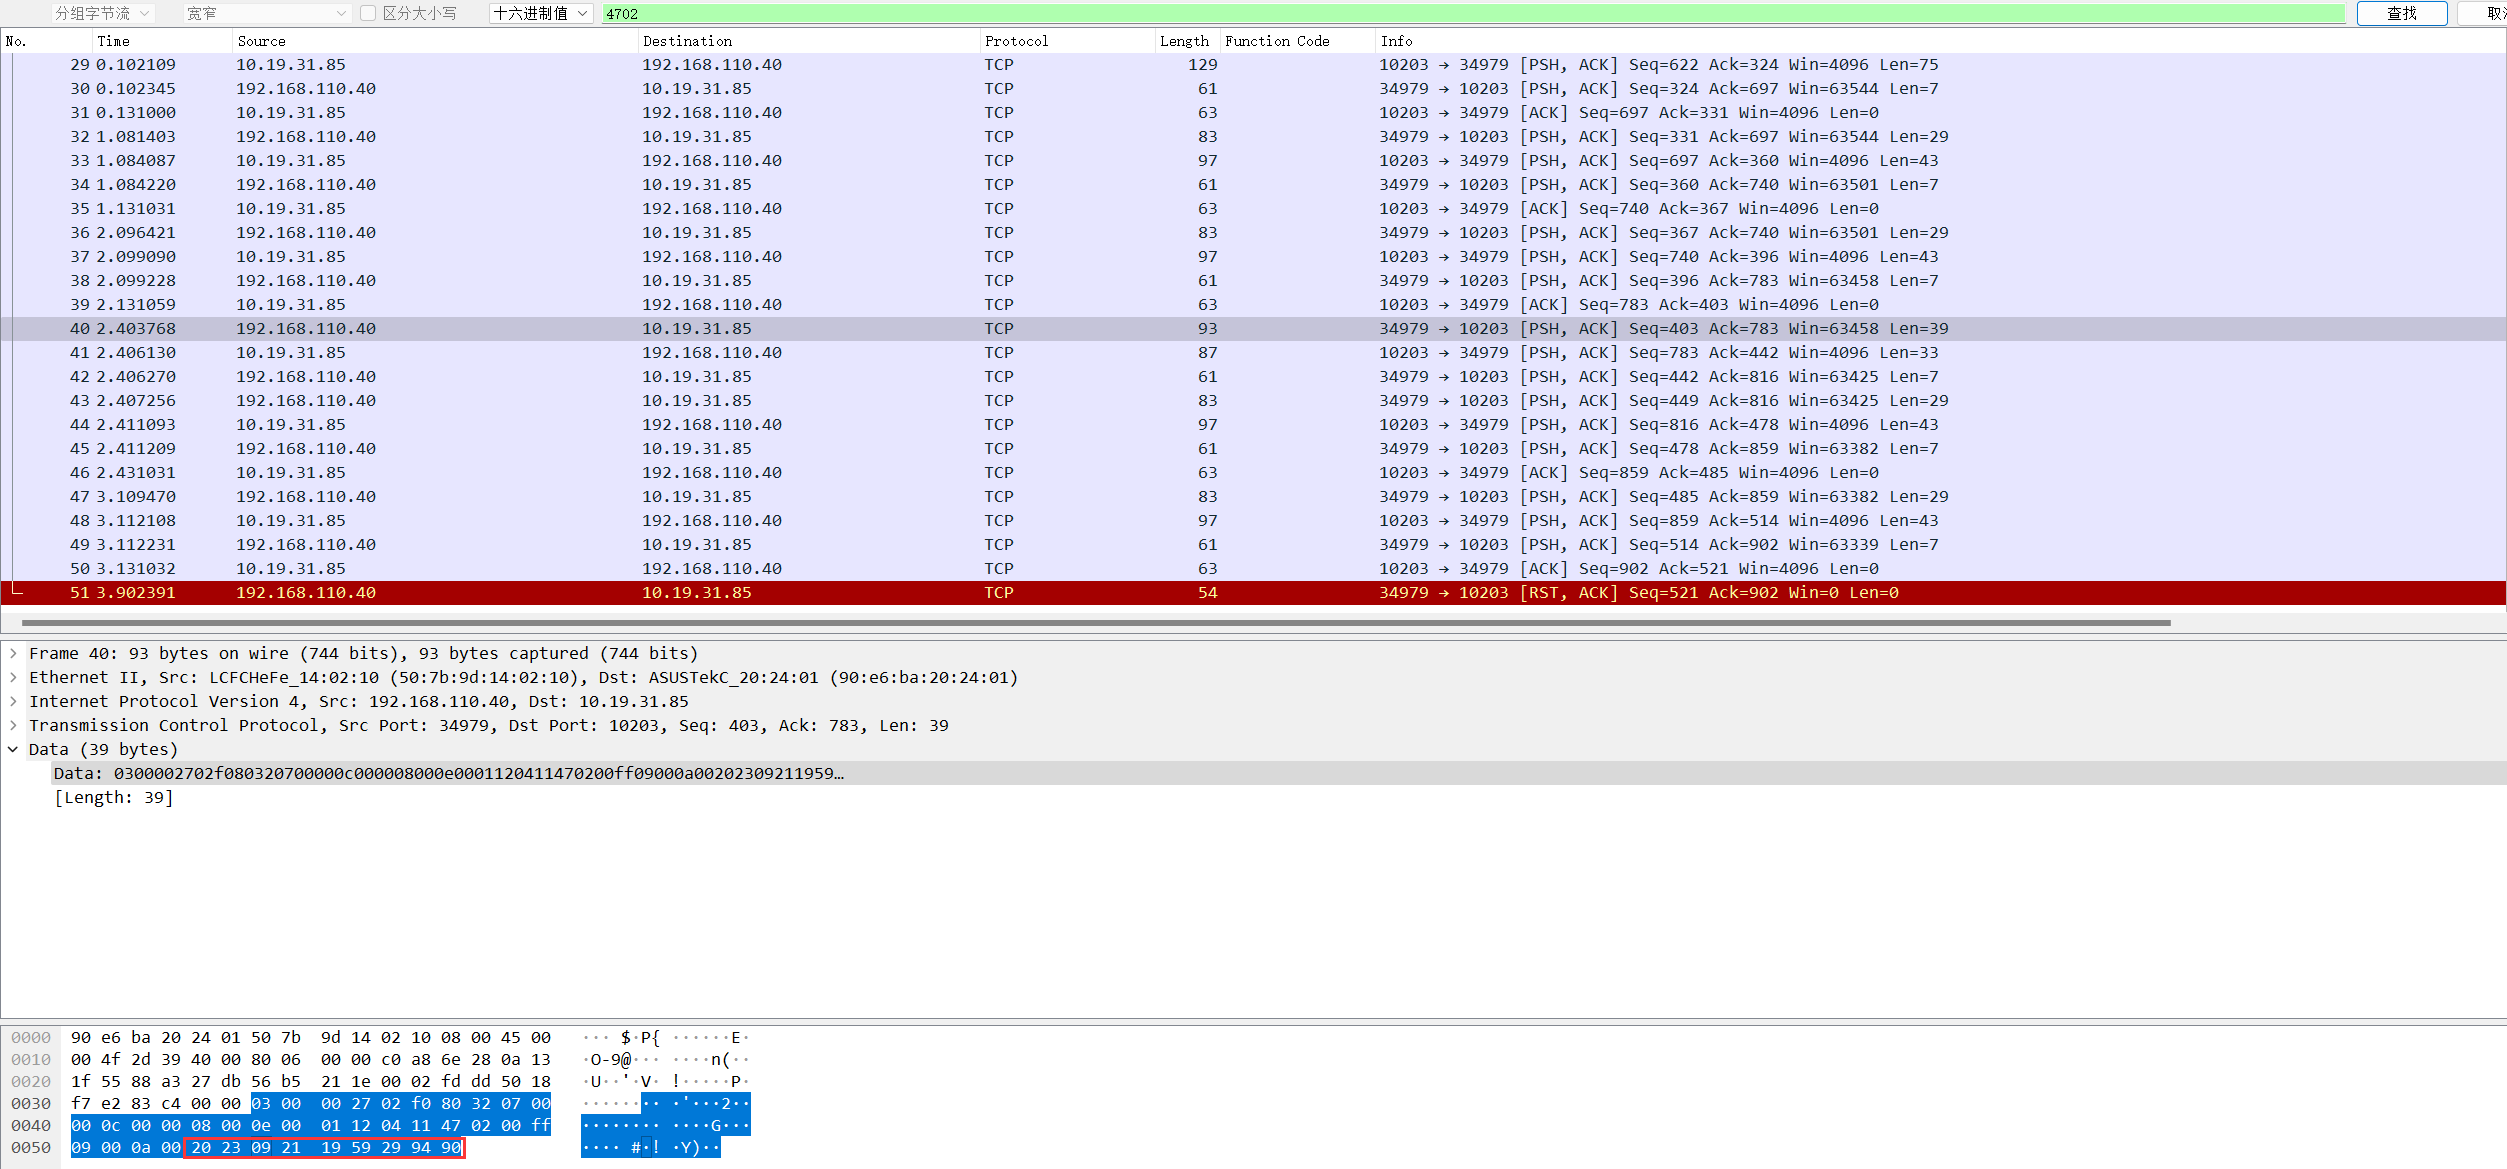 分组字节流 宽窄 区分大小写 十六进制值 4702 查找
No. Time Source Destination Protocol Length Function Code Info
29 0.102109 10.19.31.85 192.168.110.40 TCP 129 10203 → 34979 [PSH, ACK] Seq=622 Ack=324 Win=4096 Len=75
30 0.102345 192.168.110.40 10.19.31.85 TCP 61 34979 → 10203 [PSH, ACK] Seq=324 Ack=697 Win=63544 Len=7
31 0.131000 10.19.31.85 192.168.110.40 TCP 63 10203 → 34979 [ACK] Seq=697 Ack=331 Win=4096 Len=0
32 1.081403 192.168.110.40 10.19.31.85 TCP 83 34979 → 10203 [PSH, ACK] Seq=331 Ack=697 Win=63544 Len=29
33 1.084087 10.19.31.85 192.168.110.40 TCP 97 10203 → 34979 [PSH, ACK] Seq=697 Ack=360 Win=4096 Len=43
34 1.084220 192.168.110.40 10.19.31.85 TCP 61 34979 → 10203 [PSH, ACK] Seq=360 Ack=740 Win=63501 Len=7
35 1.131031 10.19.31.85 192.168.110.40 TCP 63 10203 → 34979 [ACK] Seq=740 Ack=367 Win=4096 Len=0
36 2.096421 192.168.110.40 10.19.31.85 TCP 83 34979 → 10203 [PSH, ACK] Seq=367 Ack=740 Win=63501 Len=29
37 2.099090 10.19.31.85 192.168.110.40 TCP 97 10203 → 34979 [PSH, ACK] Seq=740 Ack=396 Win=4096 Len=43
38 2.099228 192.168.110.40 10.19.31.85 TCP 61 34979 → 10203 [PSH, ACK] Seq=396 Ack=783 Win=63458 Len=7
39 2.131059 10.19.31.85 192.168.110.40 TCP 63 10203 → 34979 [ACK] Seq=783 Ack=403 Win=4096 Len=0
40 2.403768 192.168.110.40 10.19.31.85 TCP 93 34979 → 10203 [PSH, ACK] Seq=403 Ack=783 Win=63458 Len=39
41 2.406130 10.19.31.85 192.168.110.40 TCP 87 10203 → 34979 [PSH, ACK] Seq=783 Ack=442 Win=4096 Len=33
42 2.406270 192.168.110.40 10.19.31.85 TCP 61 34979 → 10203 [PSH, ACK] Seq=442 Ack=816 Win=63425 Len=7
43 2.407256 192.168.110.40 10.19.31.85 TCP 83 34979 → 10203 [PSH, ACK] Seq=449 Ack=816 Win=63425 Len=29
44 2.411093 10.19.31.85 192.168.110.40 TCP 97 10203 → 34979 [PSH, ACK] Seq=816 Ack=478 Win=4096 Len=43
45 2.411209 192.168.110.40 10.19.31.85 TCP 61 34979 → 10203 [PSH, ACK] Seq=478 Ack=859 Win=63382 Len=7
46 2.431031 10.19.31.85 192.168.110.40 TCP 63 10203 → 34979 [ACK] Seq=859 Ack=485 Win=4096 Len=0
47 3.109470 192.168.110.40 10.19.31.85 TCP 83 34979 → 10203 [PSH, ACK] Seq=485 Ack=859 Win=63382 Len=29
48 3.112108 10.19.31.85 192.168.110.40 TCP 97 10203 → 34979 [PSH, ACK] Seq=859 Ack=514 Win=4096 Len=43
49 3.112231 192.168.110.40 10.19.31.85 TCP 61 34979 → 10203 [PSH, ACK] Seq=514 Ack=902 Win=63339 Len=7
50 3.131032 10.19.31.85 192.168.110.40 TCP 63 10203 → 34979 [ACK] Seq=902 Ack=521 Win=4096 Len=0
51 3.902391 192.168.110.40 10.19.31.85 TCP 54 34979 → 10203 [RST, ACK] Seq=521 Ack=902 Win=0 Len=0
Frame 40: 93 bytes on wire (744 bits), 93 bytes captured (744 bits)
Ethernet II, Src: LCFCHeFe_14:02:10 (50:7b:9d:14:02:10), Dst: ASUSTekC_20:24:01 (90:e6:ba:20:24:01)
Internet Protocol Version 4, Src: 192.168.110.40, Dst: 10.19.31.85
Transmission Control Protocol, Src Port: 34979, Dst Port: 10203, Seq: 403, Ack: 783, Len: 39
Data (39 bytes)
Data: 0300002702f080320700000c000008000e0001120411470200ff09000a00202309211959…
[Length: 39]
0000 90 e6 ba 20 24 01 50 7b 9d 14 02 10 08 00 45 00 ··· $·P{ ······E·
0010 00 4f 2d 39 40 00 80 06 00 00 c0 a8 6e 28 0a 13 ·O-9@··· ····n(··
0020 1f 55 88 a3 27 db 56 b5 21 1e 00 02 fd dd 50 18 ·U··'·V· !·····P·
0030 f7 e2 83 c4 00 00 03 00 00 27 02 f0 80 32 07 00 ········ ·'···2··
0040 00 0c 00 00 08 00 0e 00 01 12 04 11 47 02 00 ff ········ ····G···
0050 09 00 0a 00 20 23 09 21 19 59 29 94 90 ···· #·! ·Y)··